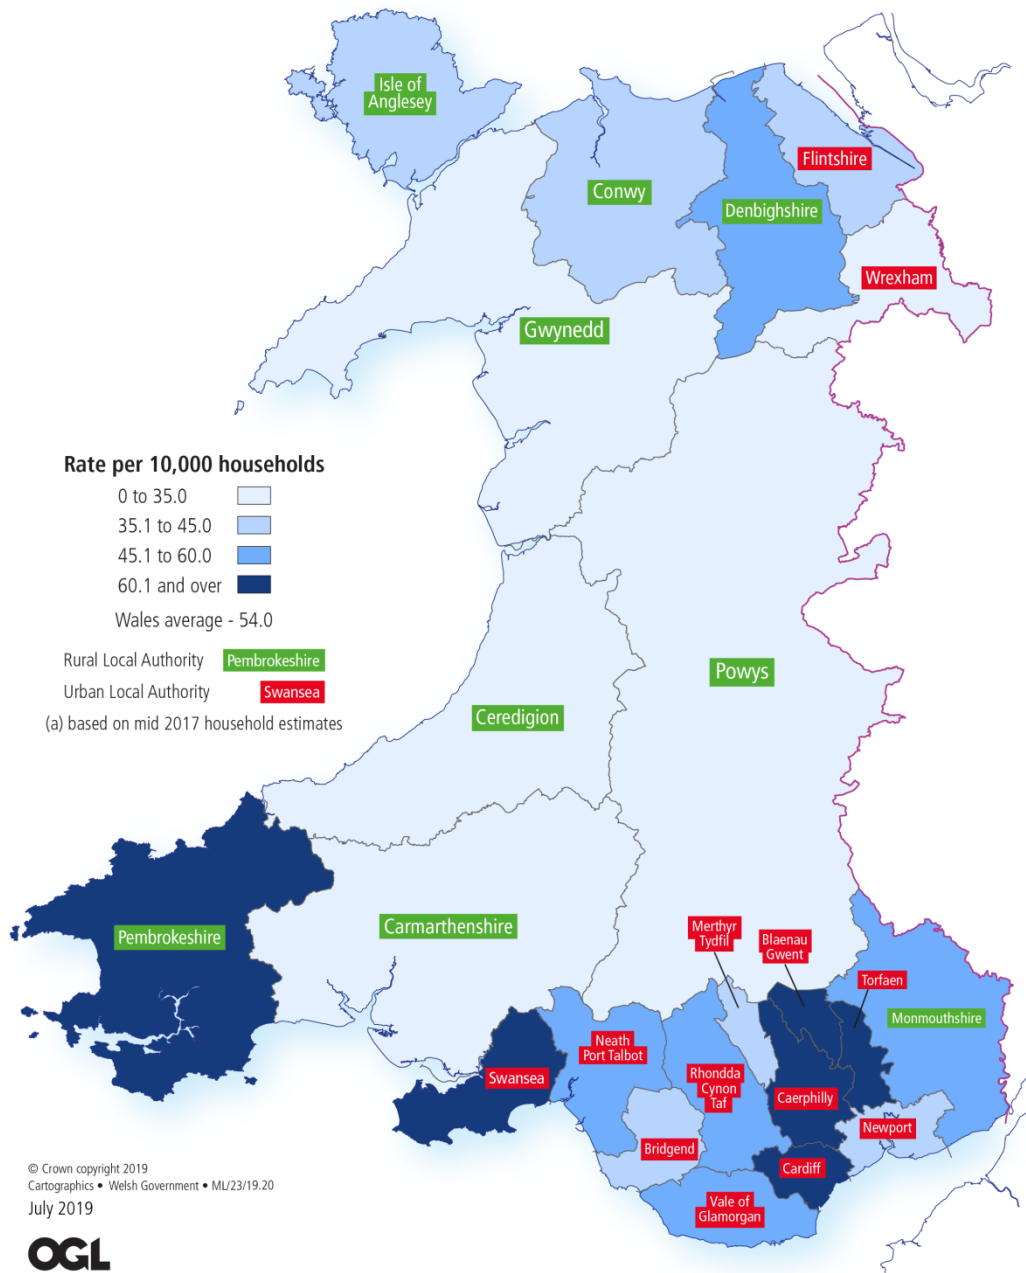 Isle of
Anglesey
Flintshire
Conwy
Denbighshire
Wrexham
Gwynedd
Rate per 10,000 households
0 to 35.0
35.1 to 45.0
45.1 to 60.0
60.1 and over
Wales average - 54.0
Rural Local Authority Pembrokeshire
Urban Local Authority Swansea
(a) based on mid 2017 household estimates
Powys
Ceredigion
Carmarthenshire
Pembrokeshire
Merthyr
Tydfil
Blaenau
Gwent
Torfaen
Monmouthshire
Neath
Port Talbot
Swansea
Rhondda
Cynon
Taf
Caerphilly
Newport
Bridgend
Cardiff
Vale of
Glamorgan
© Crown copyright 2019
Cartographics • Welsh Government • ML/23/19.20
July 2019
OGL